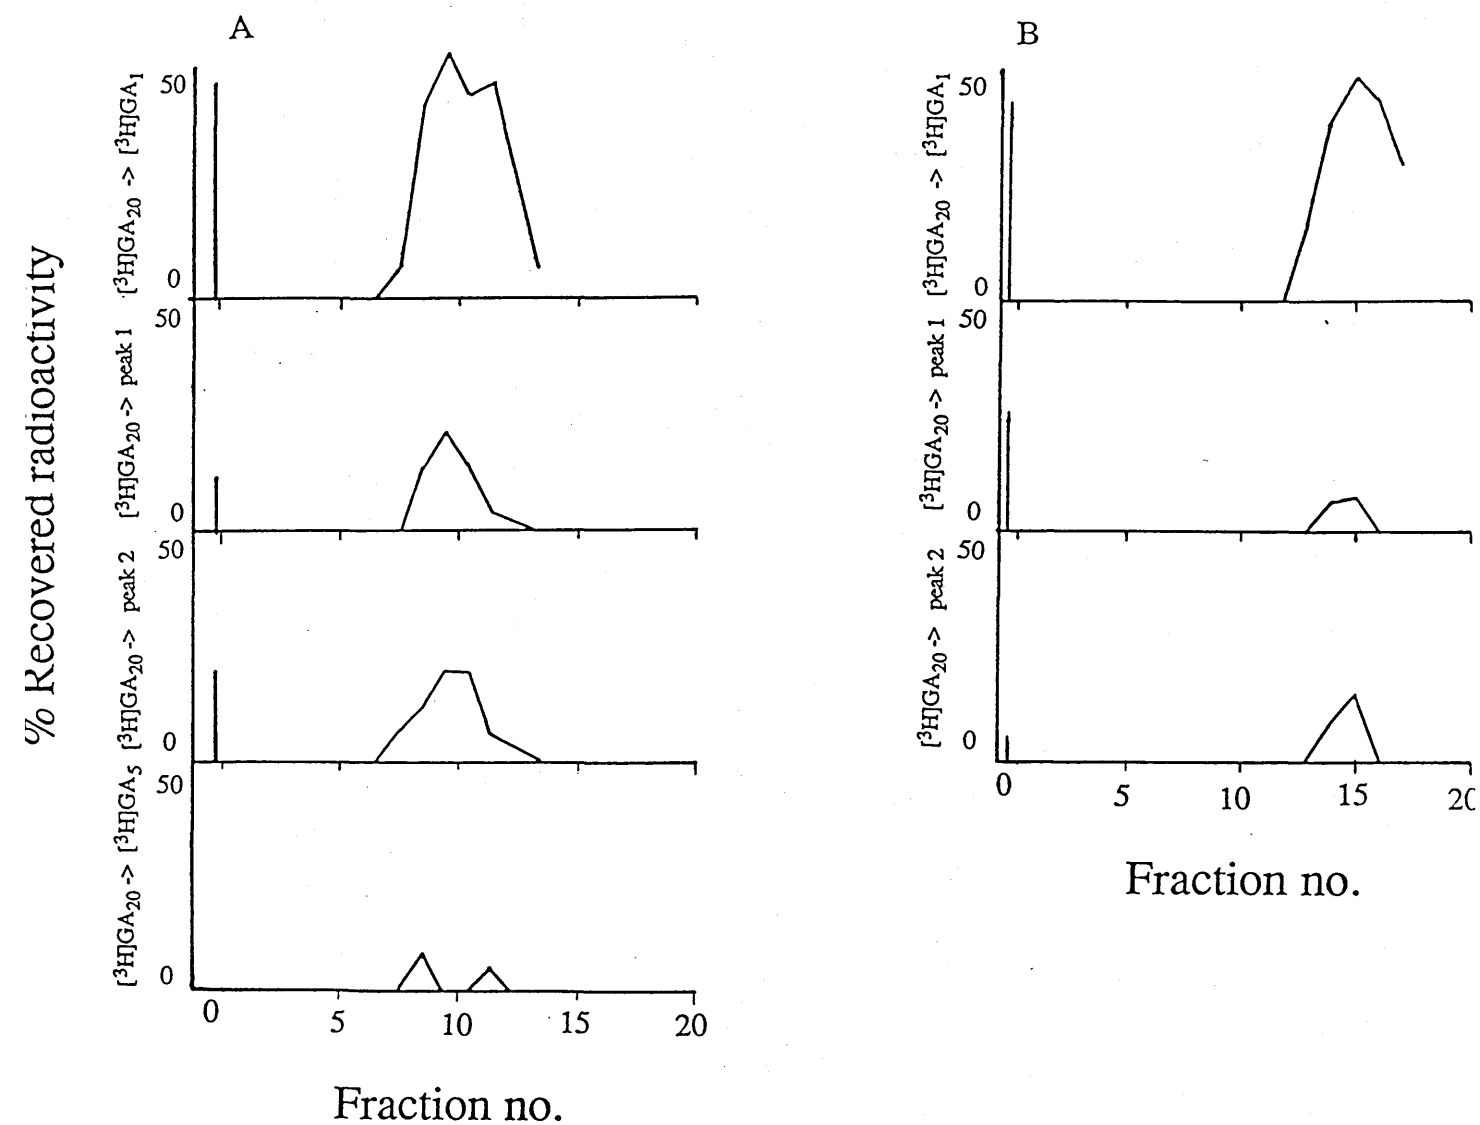 A
B
% Recovered radioactivity
[³H]GA₂₀ -> [³H]GA₁
50
0
[³H]GA₂₀ -> peak 1
50
0
[³H]GA₂₀ -> peak 2
50
0
[³H]GA₂₀ -> [³H]GA₅
50
0
0 5 10 15 20
Fraction no.
[³H]GA₂₀ -> [³H]GA₁
50
0
[³H]GA₂₀ -> peak 1
50
0
[³H]GA₂₀ -> peak 2
50
0
0 5 10 15 20
Fraction no.